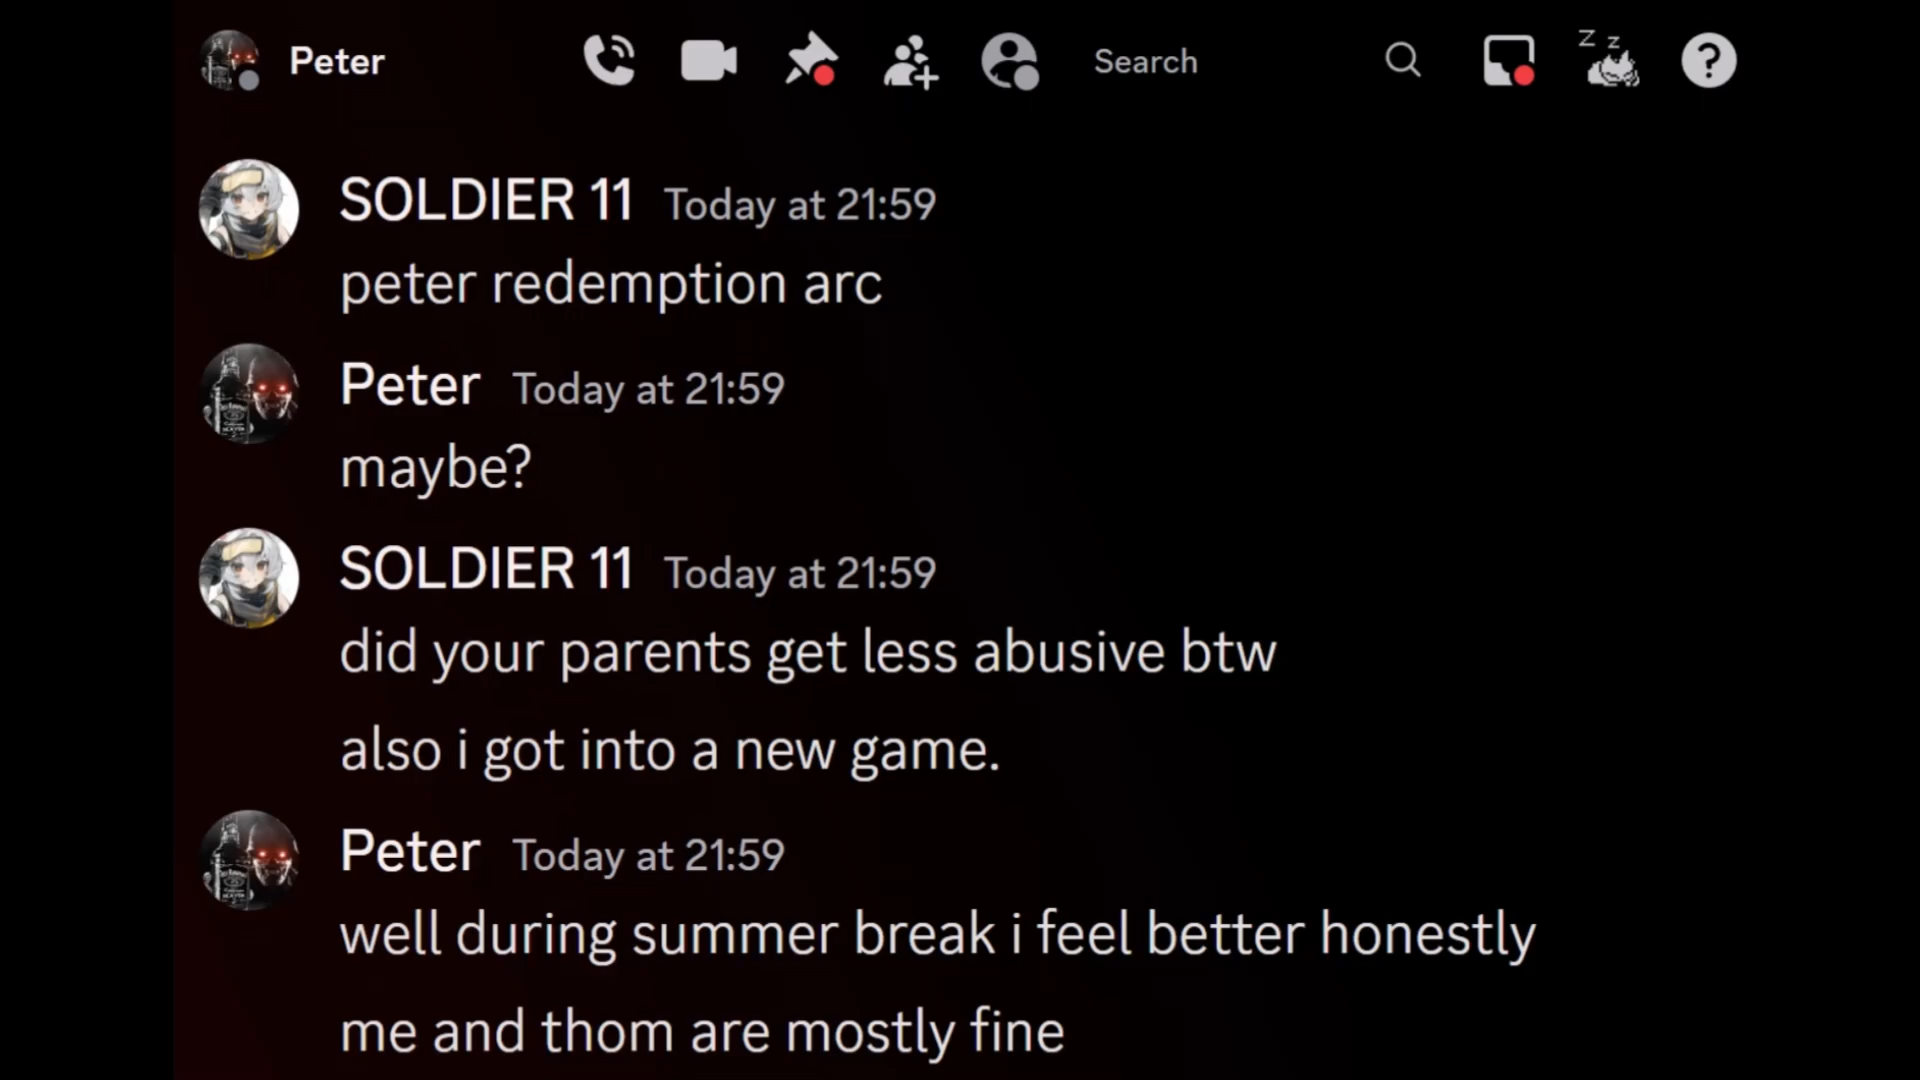 Peter
Search
z z
SOLDIER 11 Today at 21:59
peter redemption arc
Peter Today at 21:59
maybe?
SOLDIER 11 Today at 21:59
did your parents get less abusive btw
also i got into a new game.
Peter Today at 21:59
well during summer break i feel better honestly
me and thom are mostly fine